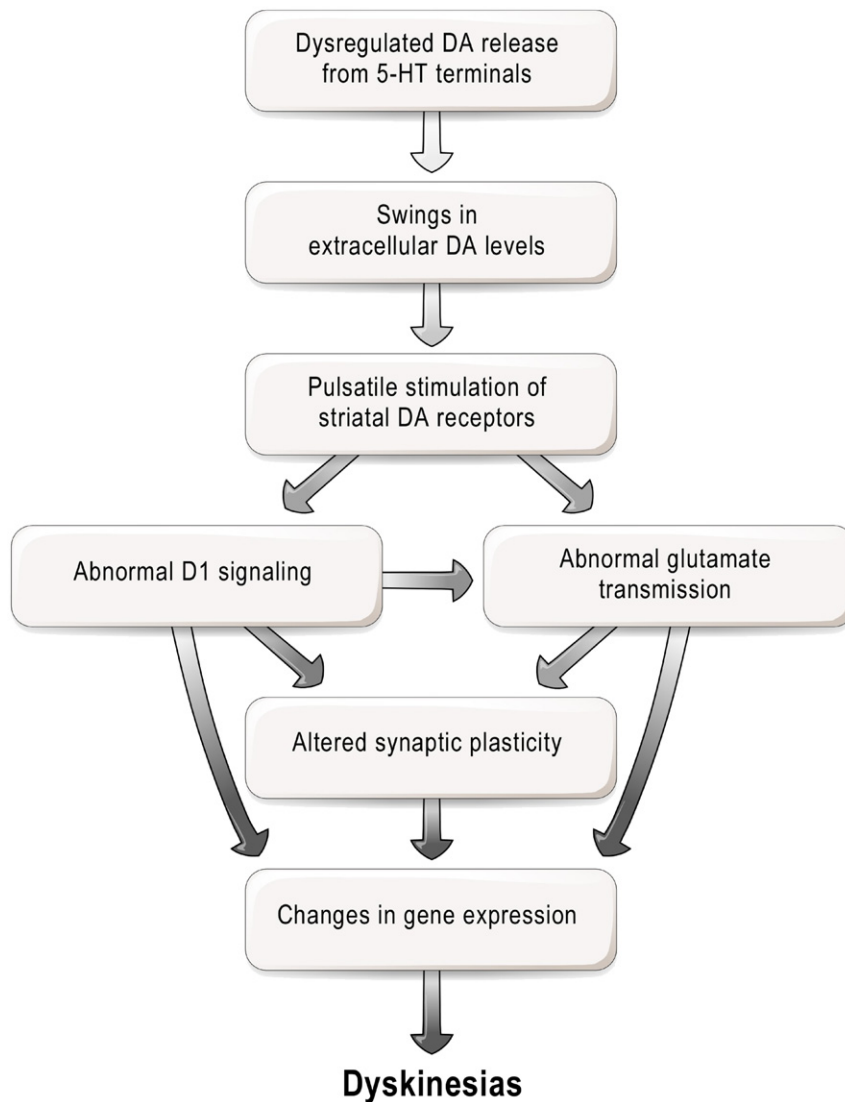 Dysregulated DA release
from 5-HT terminals
Swings in
extracellular DA levels
Pulsatile stimulation of
striatal DA receptors
Abnormal D1 signaling
Abnormal glutamate
transmission
Altered synaptic plasticity
Changes in gene expression
Dyskinesias